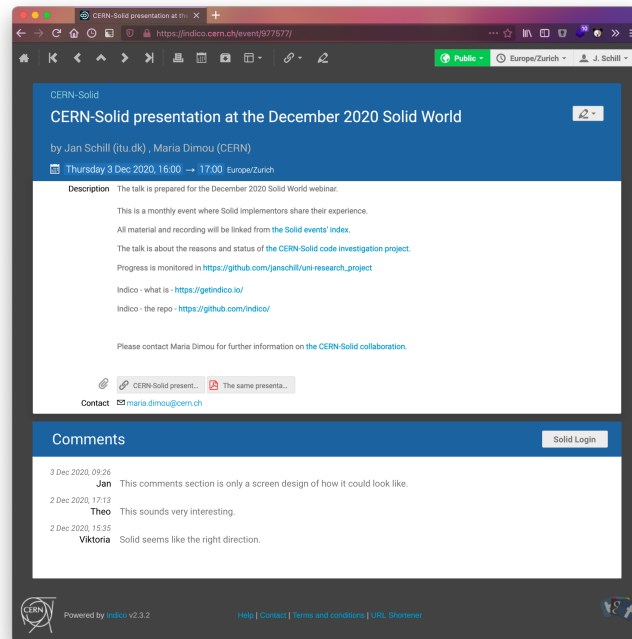 CERN-Solid presentation at the
https://indico.cern.ch/event/977577/
10
Public
Europe/Zurich
J. Schill
CERN-Solid
CERN-Solid presentation at the December 2020 Solid World
by Jan Schill (itu.dk) , Maria Dimou (CERN)
Thursday 3 Dec 2020, 16:00 → 17:00 Europe/Zurich
Description The talk is prepared for the December 2020 Solid World webinar.
This is a monthly event where Solid implementors share their experience.
All material and recording will be linked from the Solid events' index.
The talk is about the reasons and status of the CERN-Solid code investigation project.
Progress is monitored in https://github.com/janschill/uni-research_project
Indico - what is - https://getindico.io/
Indico - the repo - https://github.com/indico/
Please contact Maria Dimou for further information on the CERN-Solid collaboration.
CERN-Solid present... The same presenta...
Contact maria.dimou@cern.ch
Comments
Solid Login
3 Dec 2020, 09:26
Jan This comments section is only a screen design of how it could look like.
2 Dec 2020, 17:13
Theo This sounds very interesting.
2 Dec 2020, 15:35
Viktoria Solid seems like the right direction.
CERN
Powered by Indico v2.3.2
Help | Contact | Terms and conditions | URL Shortener